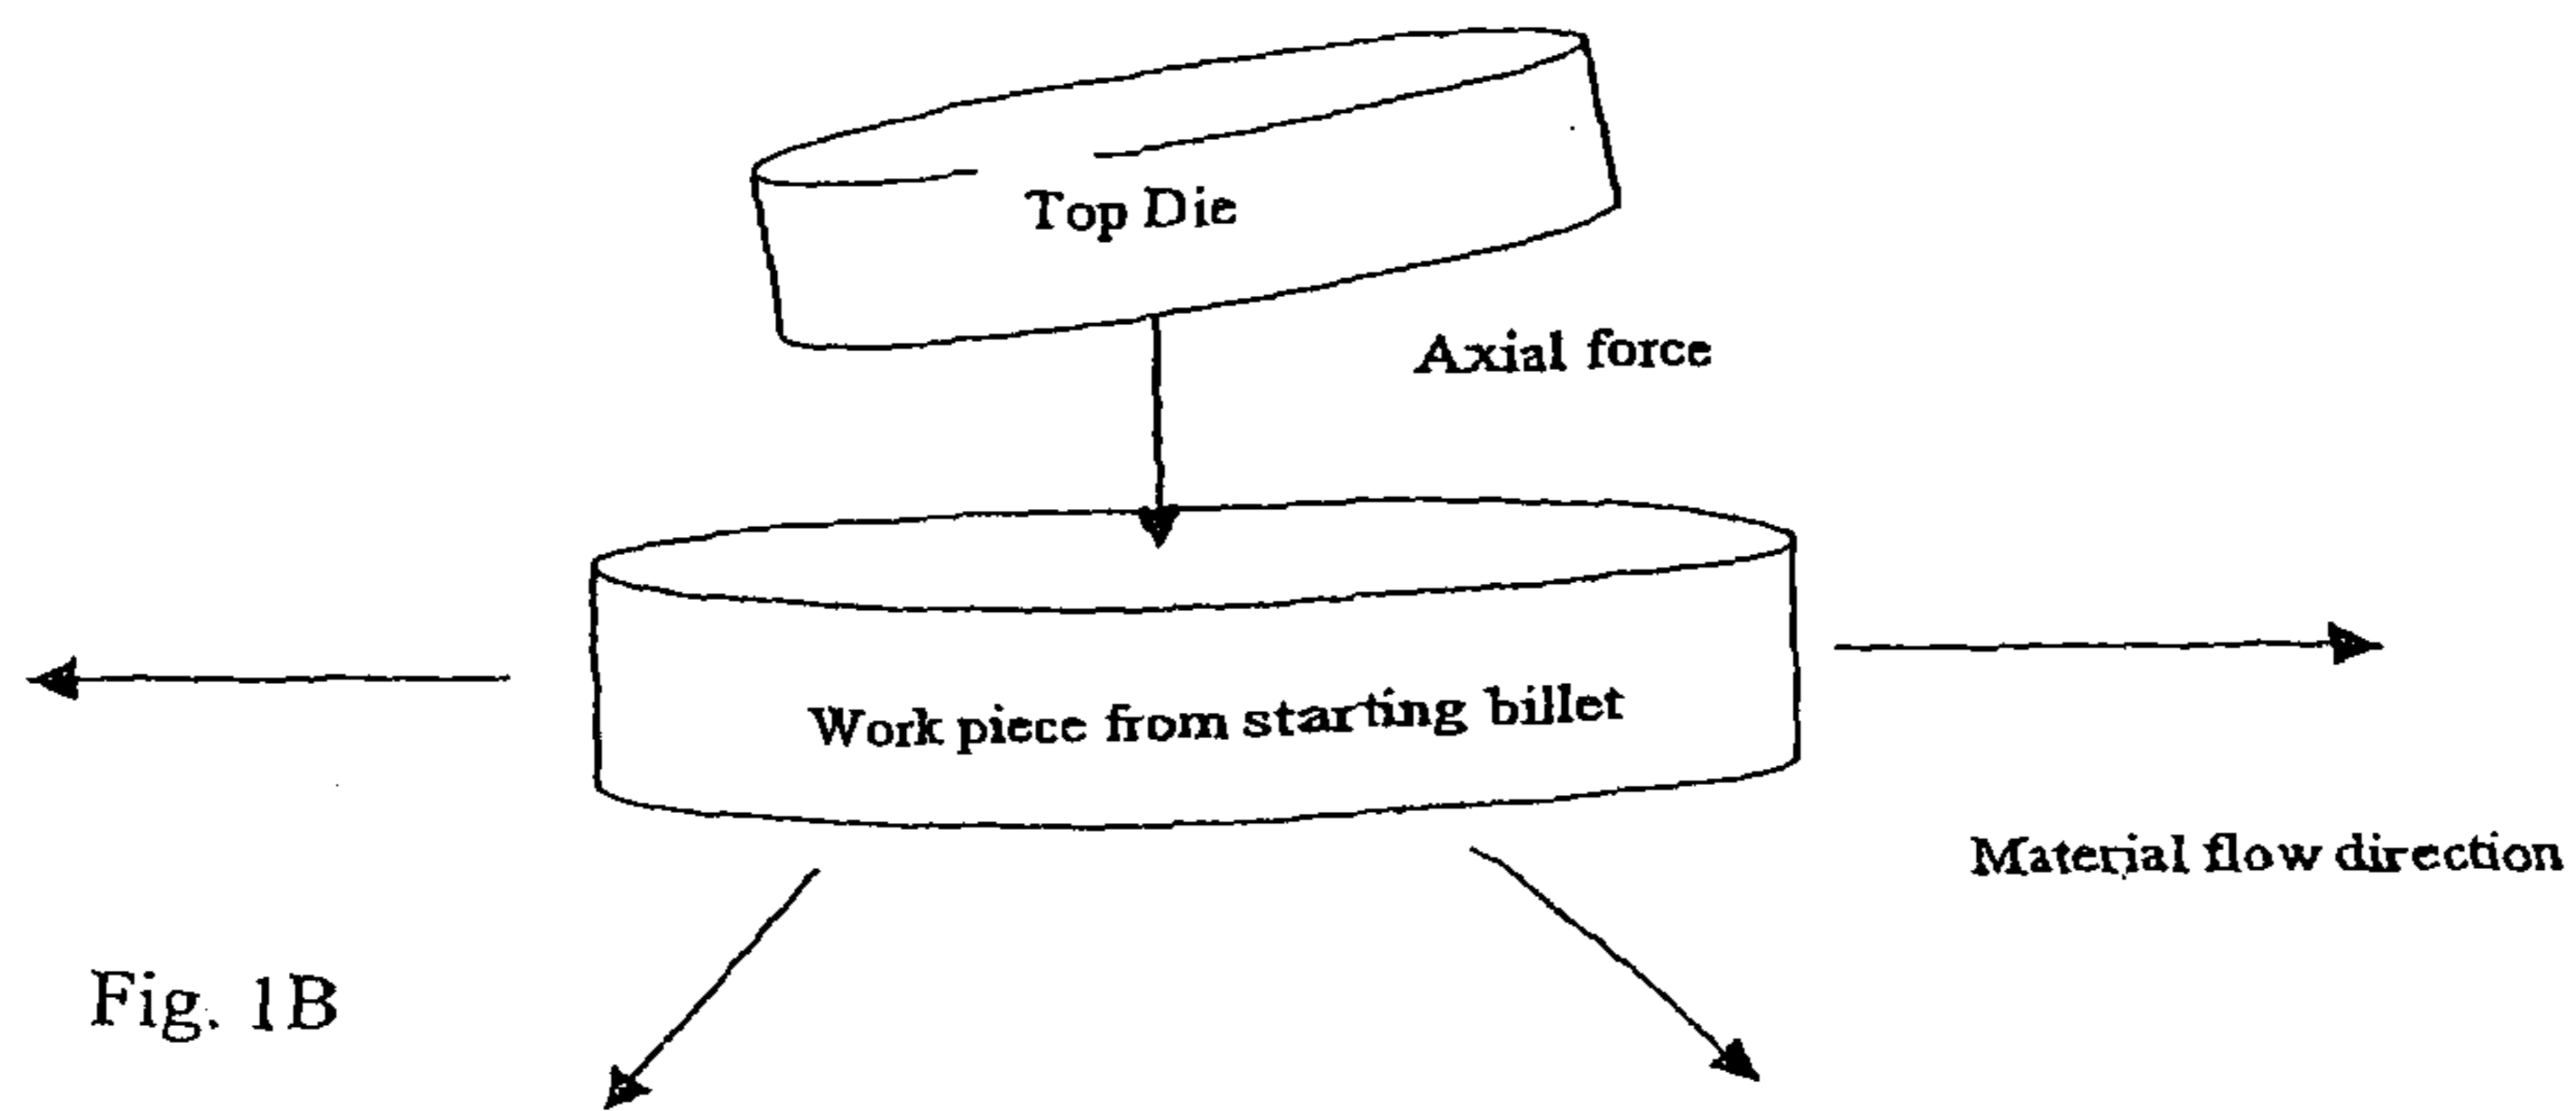 Top Die
Axial force
Work piece from starting billet
Material flow direction
Fig. 1B